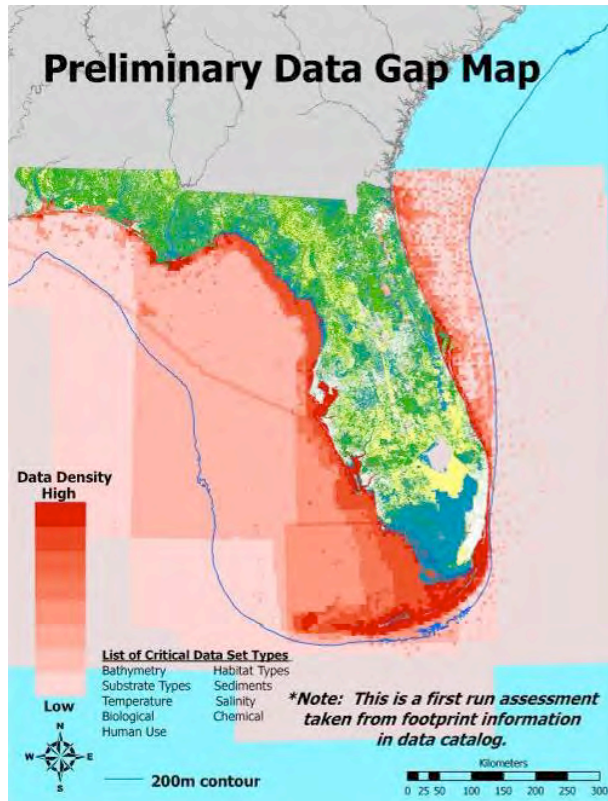 Preliminary Data Gap Map
Data Density
High
Low
List of Critical Data Set Types
Bathymetry
Substrate Types
Temperature
Biological
Human Use
Habitat Types
Sediments
Salinity
Chemical
*Note: This is a first run assessment
taken from footprint information
in data catalog.
N
W E
S
200m contour
Kilometers
0 25 50 100 150 200 250 300